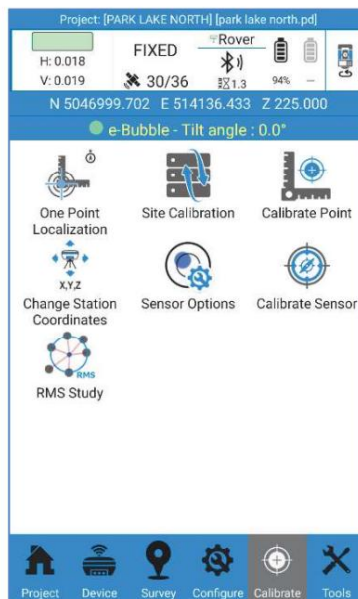 Project: [PARK LAKE NORTH] [park lake north.pd]
H: 0.018
V: 0.019
FIXED
30/36
Rover
1.3
94%
–
N 5046999.702 E 514136.433 Z 225.000
e-Bubble - Tilt angle : 0.0°
One Point
Localization
Site Calibration
Calibrate Point
X,Y,Z
Change Station
Coordinates
Sensor Options
Calibrate Sensor
RMS
RMS Study
Project
Device
Survey
Configure
Calibrate
Tools